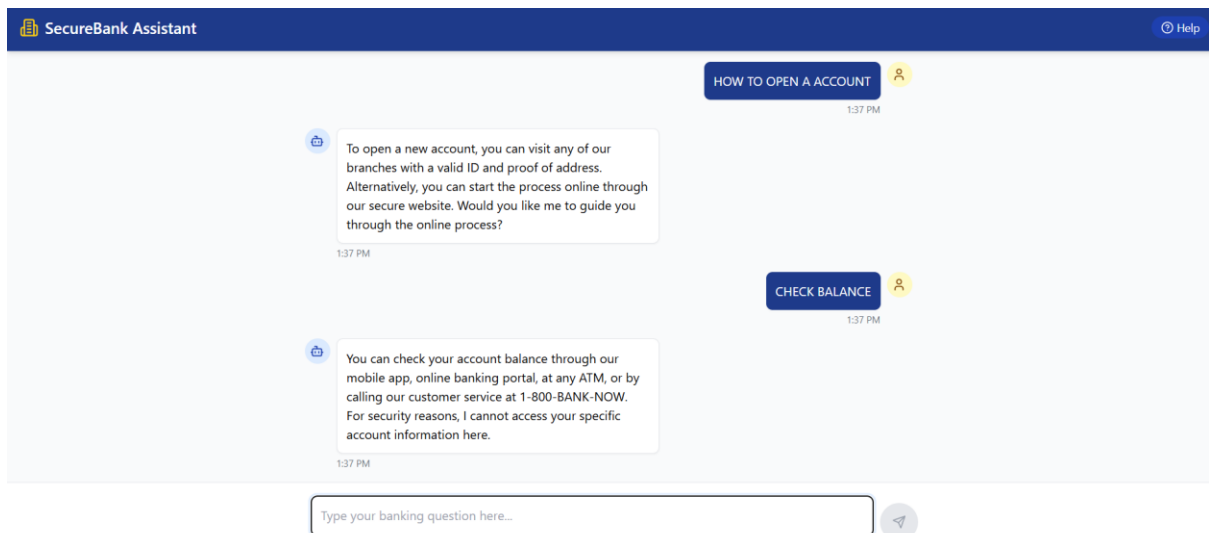 SecureBank Assistant
Help
HOW TO OPEN A ACCOUNT
1:37 PM
To open a new account, you can visit any of our
branches with a valid ID and proof of address.
Alternatively, you can start the process online through
our secure website. Would you like me to guide you
through the online process?
1:37 PM
CHECK BALANCE
1:37 PM
You can check your account balance through our
mobile app, online banking portal, at any ATM, or by
calling our customer service at 1-800-BANK-NOW.
For security reasons, I cannot access your specific
account information here.
1:37 PM
Type your banking question here...